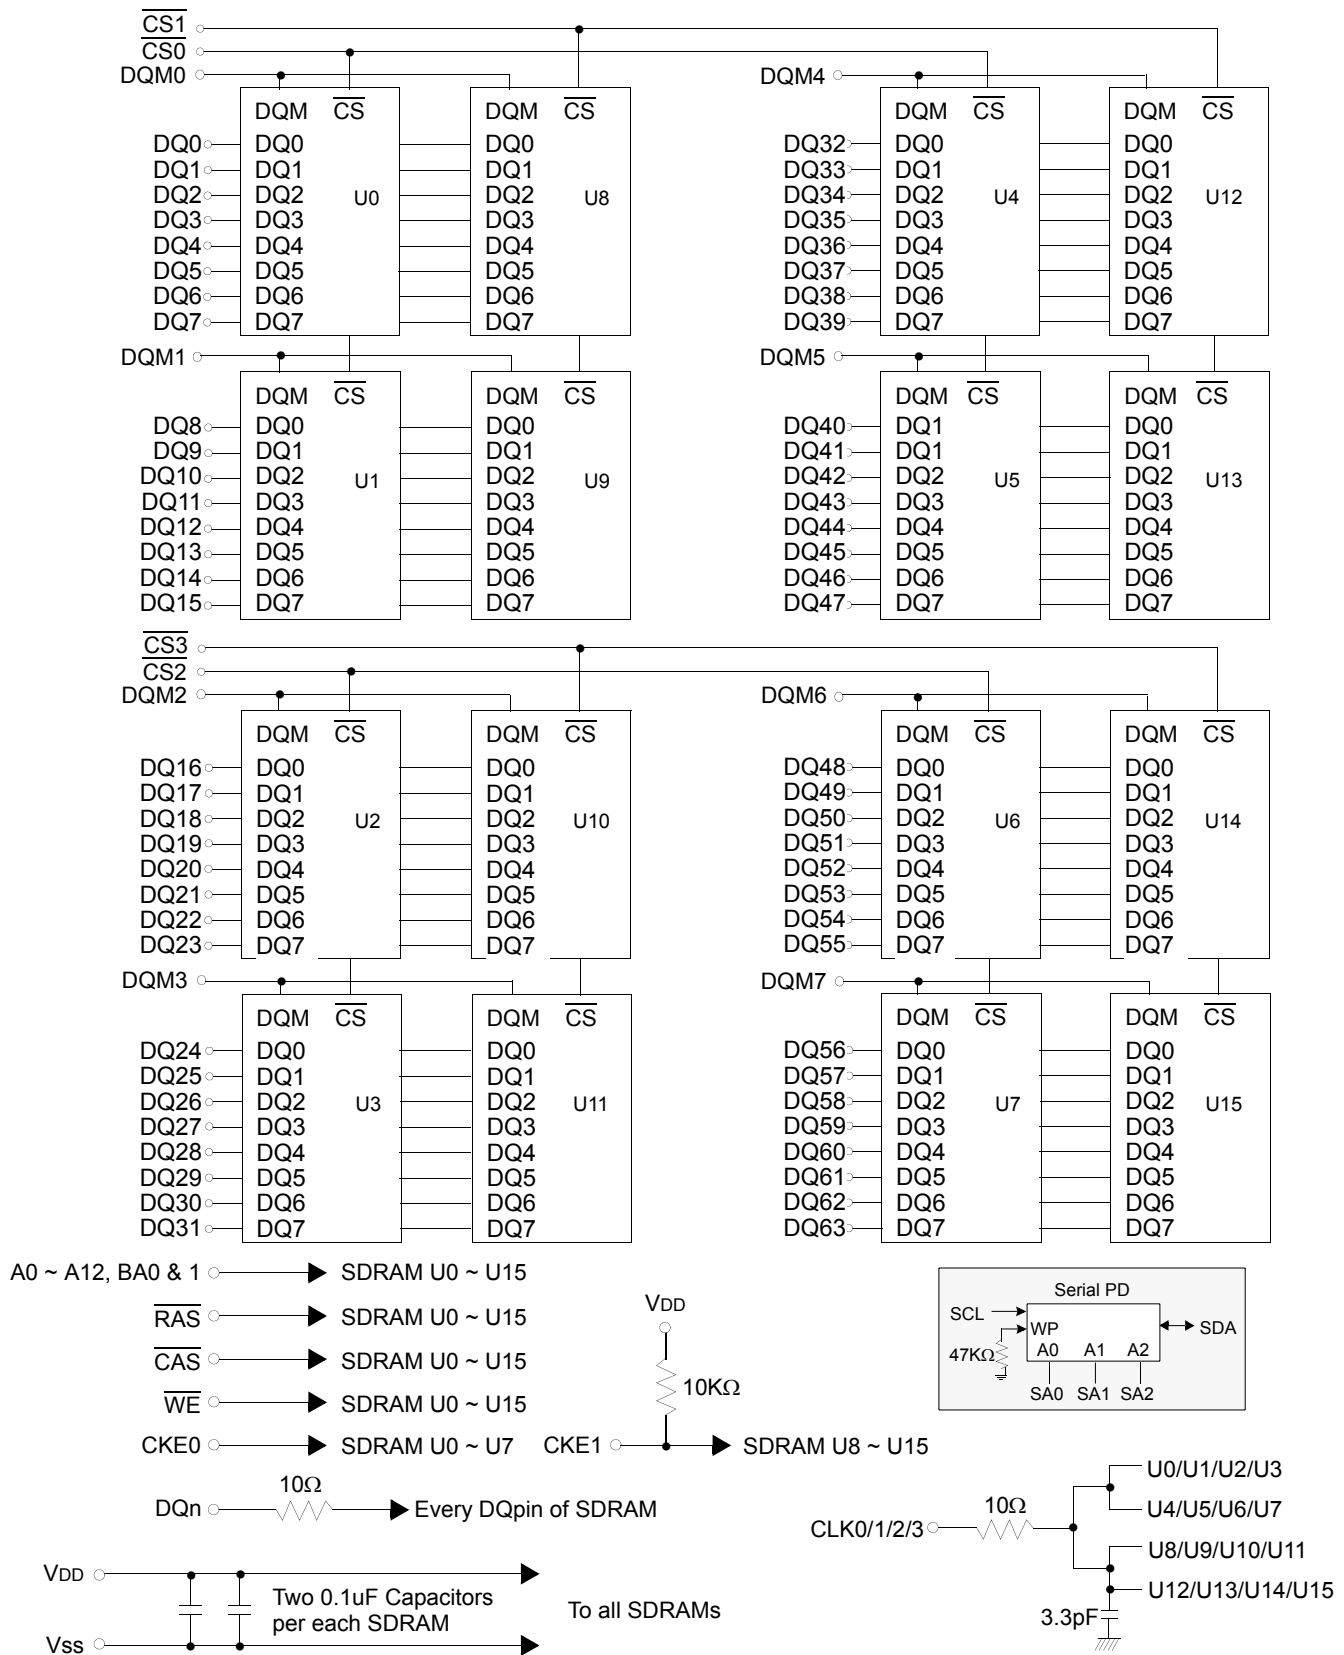 CS1
CS0
DQM0 DQM4
DQM CS DQM CS DQM CS DQM CS
DQ0 DQ0 DQ0 DQ32 DQ0 DQ0
DQ1 DQ1 DQ1 DQ33 DQ1 DQ1
DQ2 DQ2 U0 DQ2 U8 DQ34 DQ2 U4 DQ2 U12
DQ3 DQ3 DQ3 DQ35 DQ3 DQ3
DQ4 DQ4 DQ4 DQ36 DQ4 DQ4
DQ5 DQ5 DQ5 DQ37 DQ5 DQ5
DQ6 DQ6 DQ6 DQ38 DQ6 DQ6
DQ7 DQ7 DQ7 DQ39 DQ7 DQ7
DQM1 DQM5
DQM CS DQM CS DQM CS DQM CS
DQ8 DQ0 DQ0 DQ40 DQ1 DQ0
DQ9 DQ1 DQ1 DQ41 DQ1 DQ1
DQ10 DQ2 U1 DQ2 U9 DQ42 DQ2 U5 DQ2 U13
DQ11 DQ3 DQ3 DQ43 DQ3 DQ3
DQ12 DQ4 DQ4 DQ44 DQ4 DQ4
DQ13 DQ5 DQ5 DQ45 DQ5 DQ5
DQ14 DQ6 DQ6 DQ46 DQ6 DQ6
DQ15 DQ7 DQ7 DQ47 DQ7 DQ7
CS3
CS2
DQM2 DQM6
DQM CS DQM CS DQM CS DQM CS
DQ16 DQ0 DQ0 DQ48 DQ0 DQ0
DQ17 DQ1 DQ1 DQ49 DQ1 DQ1
DQ18 DQ2 U2 DQ2 U10 DQ50 DQ2 U6 DQ2 U14
DQ19 DQ3 DQ3 DQ51 DQ3 DQ3
DQ20 DQ4 DQ4 DQ52 DQ4 DQ4
DQ21 DQ5 DQ5 DQ53 DQ5 DQ5
DQ22 DQ6 DQ6 DQ54 DQ6 DQ6
DQ23 DQ7 DQ7 DQ55 DQ7 DQ7
DQM3 DQM7
DQM CS DQM CS DQM CS DQM CS
DQ24 DQ0 DQ0 DQ56 DQ0 DQ0
DQ25 DQ1 DQ1 DQ57 DQ1 DQ1
DQ26 DQ2 U3 DQ2 U11 DQ58 DQ2 U7 DQ2 U15
DQ27 DQ3 DQ3 DQ59 DQ3 DQ3
DQ28 DQ4 DQ4 DQ60 DQ4 DQ4
DQ29 DQ5 DQ5 DQ61 DQ5 DQ5
DQ30 DQ6 DQ6 DQ62 DQ6 DQ6
DQ31 DQ7 DQ7 DQ63 DQ7 DQ7
A0 ~ A12, BA0 & 1 SDRAM U0 ~ U15
RAS SDRAM U0 ~ U15
CAS SDRAM U0 ~ U15
WE SDRAM U0 ~ U15
CKE0 SDRAM U0 ~ U7
VDD
10KΩ
CKE1 SDRAM U8 ~ U15
Serial PD
SCL
WP SDA
47KΩ A0 A1 A2
SA0 SA1 SA2
10Ω
DQn Every DQpin of SDRAM
U0/U1/U2/U3
10Ω U4/U5/U6/U7
CLK0/1/2/3
U8/U9/U10/U11
U12/U13/U14/U15
3.3pF
VDD
Two 0.1uF Capacitors
per each SDRAM
To all SDRAMs
Vss